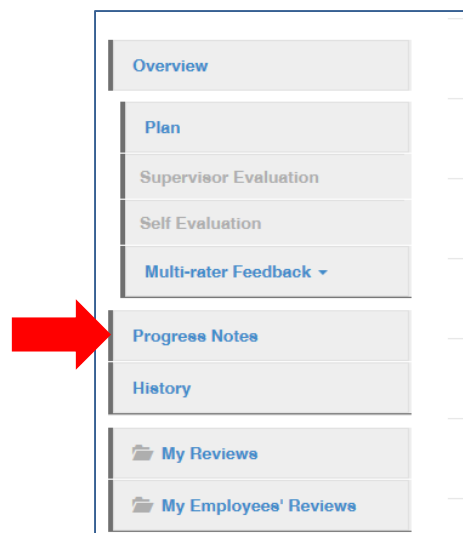 Overview
Plan
Supervisor Evaluation
Self Evaluation
Multi-rater Feedback
Progress Notes
History
My Reviews
My Employees' Reviews